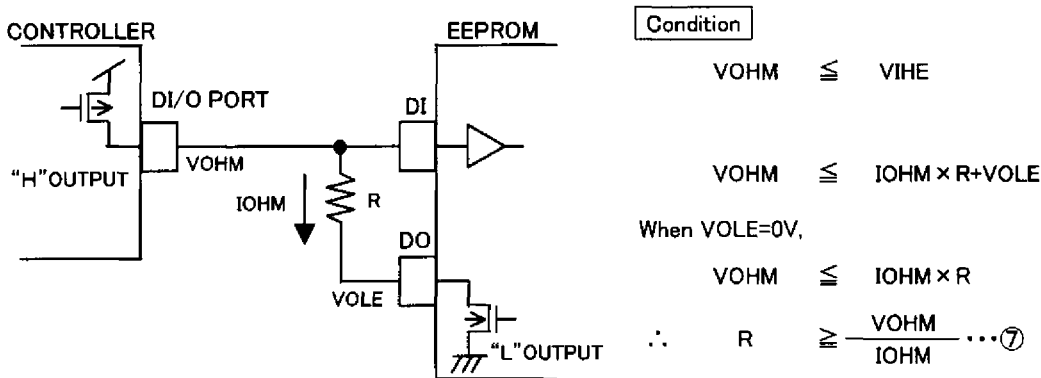 CONTROLLER
EEPROM
DI/O PORT
DI
VOHM
"H"OUTPUT
IOHM
R
DO
VOLE
"L"OUTPUT
Condition
VOHM ≦ VIHE
VOHM ≦ IOHM × R+VOLE
When VOLE=0V,
VOHM ≦ IOHM × R
∴ R ≧ VOHM
IOHM
⋯⑦